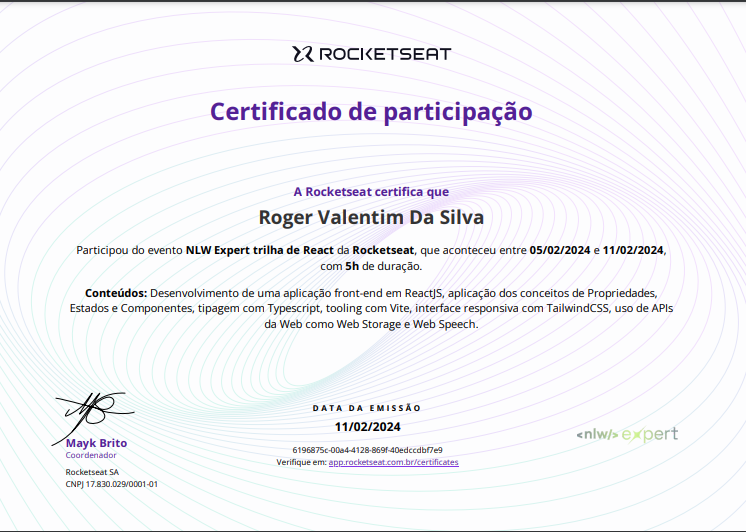 ROCKETSEAT
Certificado de participação
A Rocketseat certifica que
Roger Valentim Da Silva
Participou do evento NLW Expert trilha de React da Rocketseat, que aconteceu entre 05/02/2024 e 11/02/2024,
com 5h de duração.
Conteúdos: Desenvolvimento de uma aplicação front-end em ReactJS, aplicação dos conceitos de Propriedades,
Estados e Componentes, tipagem com Typescript, tooling com Vite, interface responsiva com TailwindCSS, uso de APIs
da Web como Web Storage e Web Speech.
Mayk Brito
Coordenador
Rocketseat SA
CNPJ 17.830.029/0001-01
DATA DA EMISSÃO
11/02/2024
6196875c-00a4-4128-869f-40edccdbf7e9
Verifique em: app.rocketseat.com.br/certificates
<nlw/> expert